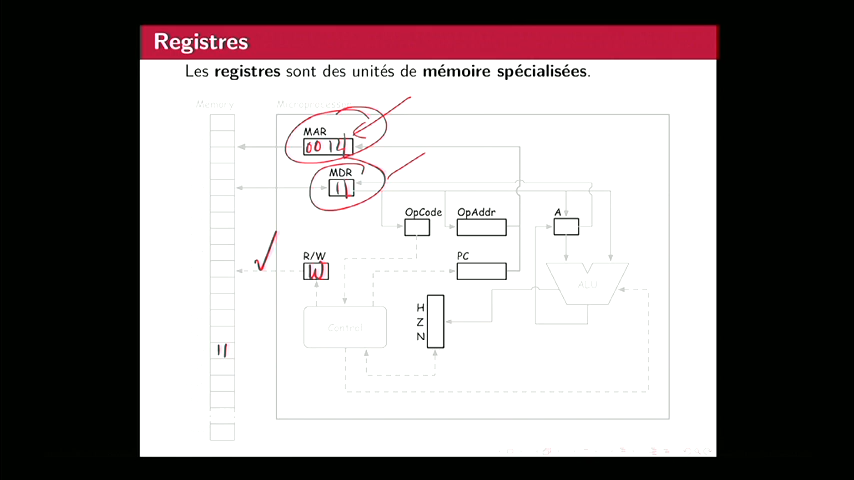 Registres
Les registres sont des unités de mémoire spécialisées.
Memory
MAR
0014
MDR
11
OpCode OpAddr A
R/W PC
W
ALU
H
Z
N
Control
11